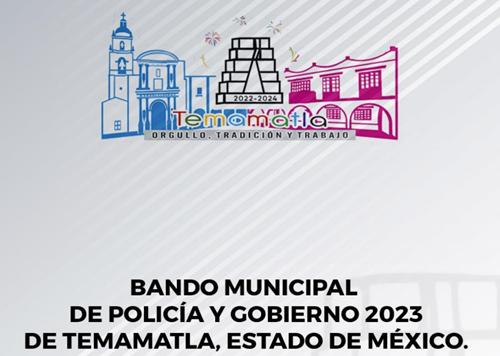 2022-2024
Temamatla
ORGULLO, TRADICIÓN Y TRABAJO
BANDO MUNICIPAL
DE POLICÍA Y GOBIERNO 2023
DE TEMAMATLA, ESTADO DE MÉXICO.